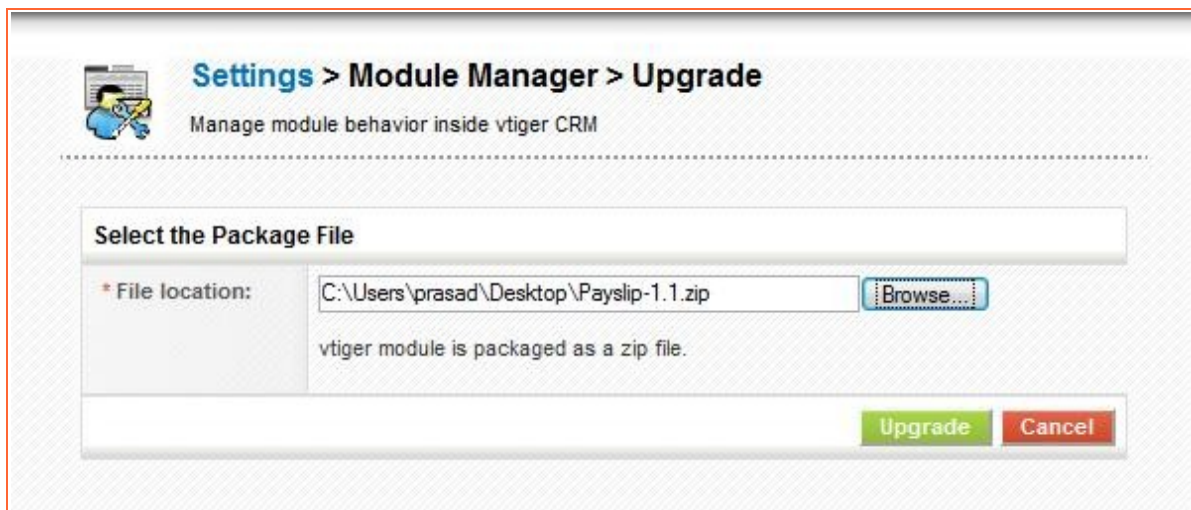 Settings > Module Manager > Upgrade
Manage module behavior inside vtiger CRM
Select the Package File
* File location: C:\Users\prasad\Desktop\Payslip-1.1.zip Browse...
vtiger module is packaged as a zip file.
Upgrade Cancel